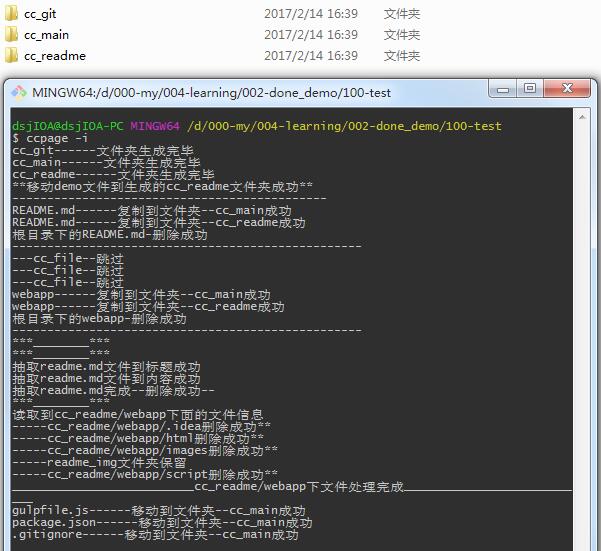 cc_git 2017/2/14 16:39 文件夹
cc_main 2017/2/14 16:39 文件夹
cc_readme 2017/2/14 16:39 文件夹
MINGW64:/d/000-my/004-learning/002-done_demo/100-test
dsjIOA@dsjIOA-PC MINGW64 /d/000-my/004-learning/002-done_demo/100-test
$ ccpage -i
cc_git------文件夹生成完毕
cc_main------文件夹生成完毕
cc_readme------文件夹生成完毕
**移动demo文件到生成的cc_readme文件夹成功**
---------------------------------------------
README.md------复制到文件夹--cc_main成功
README.md------复制到文件夹--cc_readme成功
根目录下的README.md-删除成功
--------------------------------------------------
---cc_file--跳过
---cc_file--跳过
---cc_file--跳过
webapp------复制到文件夹--cc_main成功
webapp------复制到文件夹--cc_readme成功
根目录下的webapp-删除成功
--------------------------------------------------
***________***
***________***
抽取readme.md文件到标题成功
抽取readme.md文件到内容成功
抽取readme.md完成--删除成功--
***________***
读取到cc_readme/webapp下面的文件信息
-----cc_readme/webapp/.idea删除成功**
-----cc_readme/webapp/html删除成功**
-----cc_readme/webapp/images删除成功**
-----readme_img文件夹保留
-----cc_readme/webapp/script删除成功**
__________________________cc_readme/webapp下文件处理完成________________________
___
gulpfile.js------移动到文件夹--cc_main成功
package.json------移动到文件夹--cc_main成功
.gitignore------移动到文件夹--cc_main成功